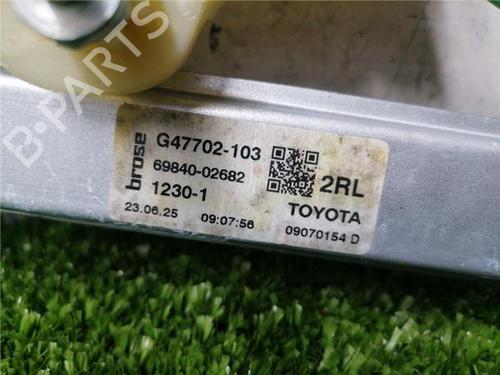 B-PARTS
brose
G47702-103
69840-02682
1230-1
2RL
TOYOTA
23.06.25 09:07:56
09070154 D